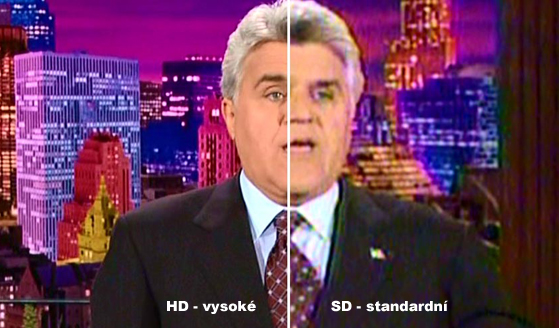 HD - vysoké
SD - standardní